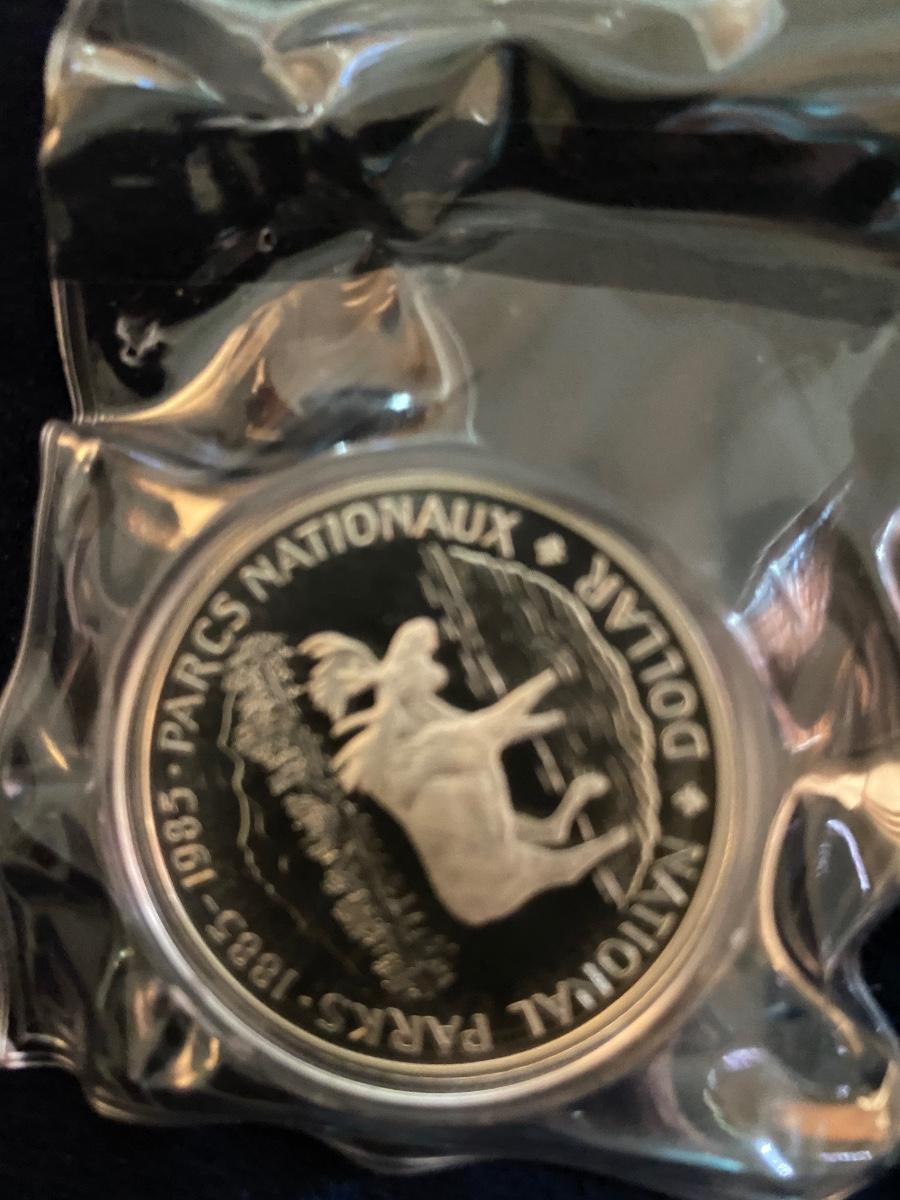 NATIONAL PARKS · 1885-1985 · PARCS NATIONAUX
DOLLAR